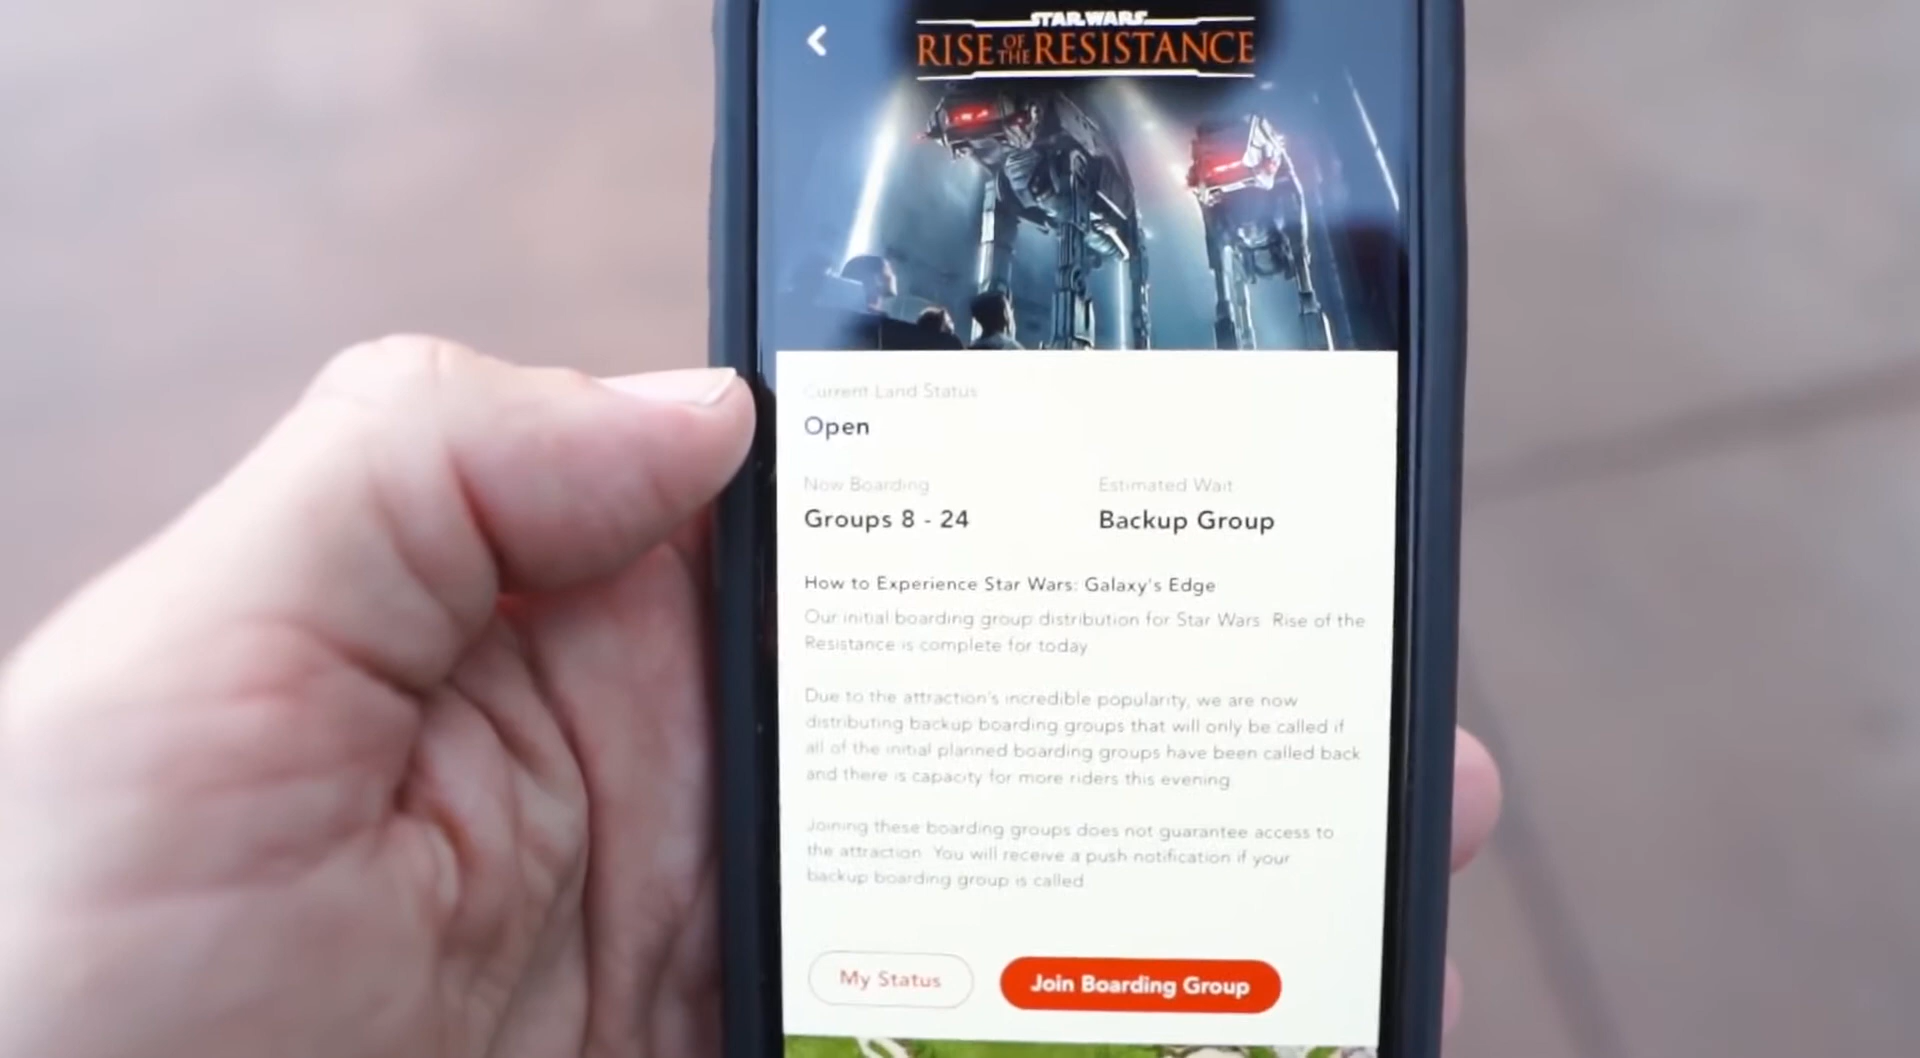 STAR WARS
RISE OF THE RESISTANCE
Current Land Status
Open
Now Boarding
Estimated Wait
Groups 8 - 24
Backup Group
How to Experience Star Wars: Galaxy's Edge
Our initial boarding group distribution for Star Wars Rise of the
Resistance is complete for today
Due to the attraction's incredible popularity, we are now
distributing backup boarding groups that will only be called if
all of the initial planned boarding groups have been called back
and there is capacity for more riders this evening
Joining these boarding groups does not guarantee access to
the attraction. You will receive a push notification if your
backup boarding group is called.
My Status
Join Boarding Group